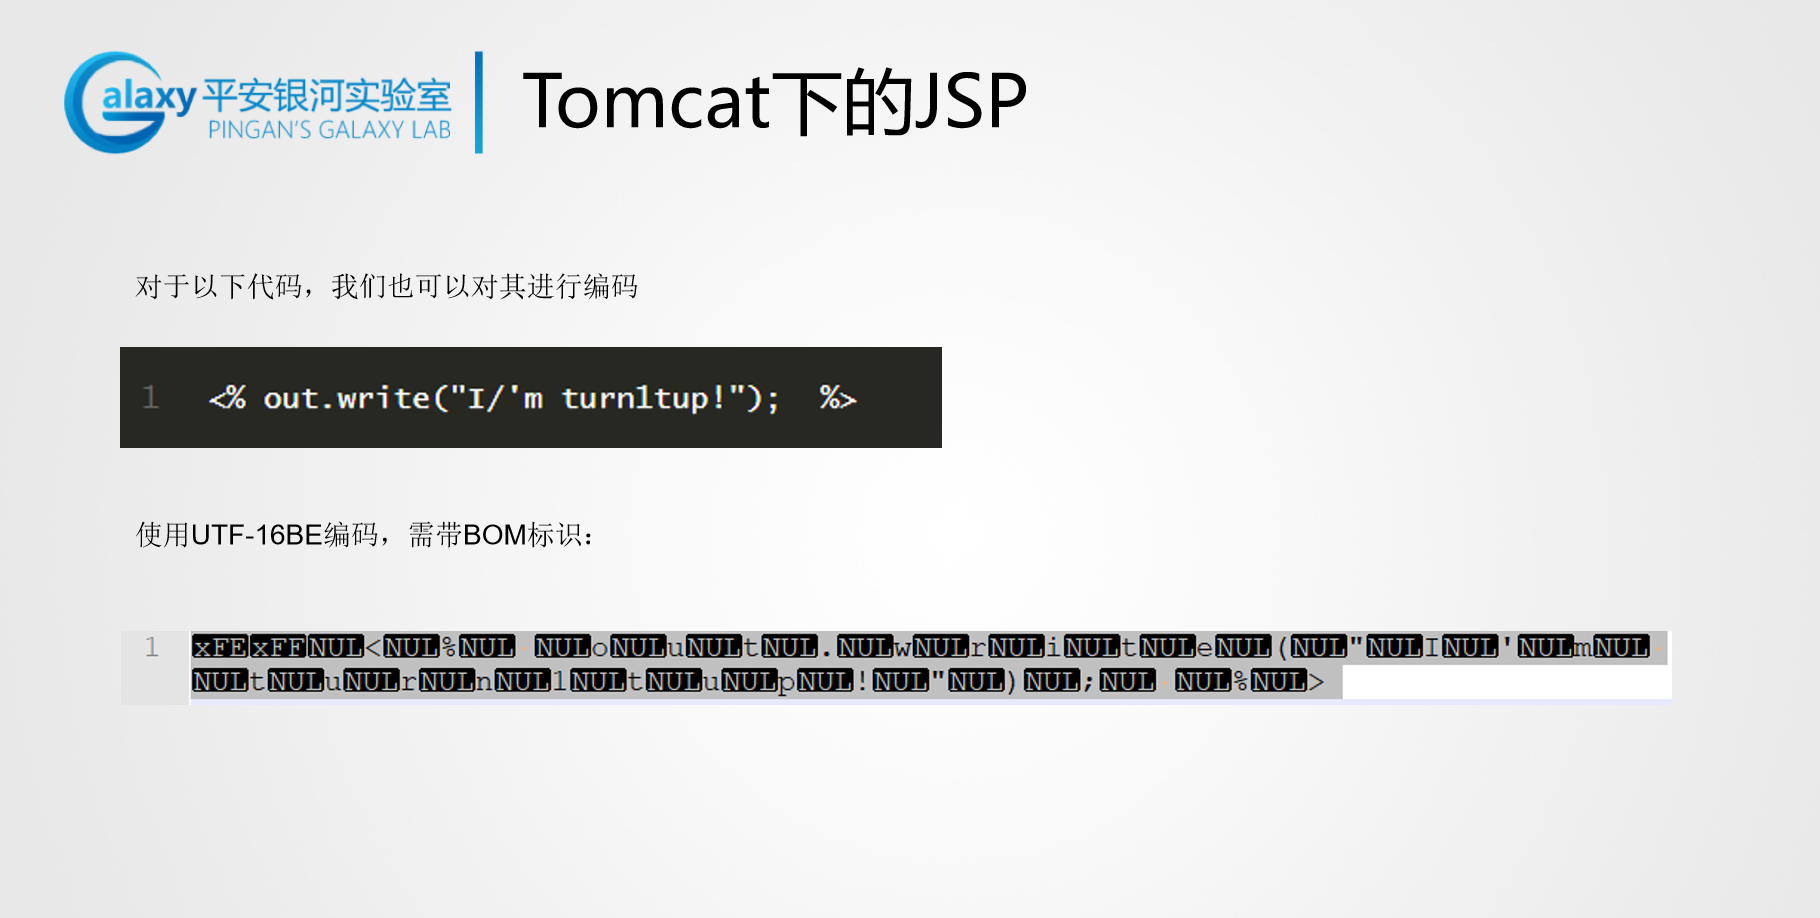 Galaxy 平安银河实验室
PINGAN'S GALAXY LAB
Tomcat下的JSP
对于以下代码，我们也可以对其进行编码
1 <% out.write("I/'m turn1tup!");  %>
使用UTF-16BE编码，需带BOM标识：
1 xFExFFNUL<NUL%NUL NULoNULuNULtNUL.NULwNULrNULiNULtNULeNUL(NUL"NULINUL'NULmNUL
NULtNULuNULrNULnNUL1NULtNULuNULpNUL!NUL"NUL)NUL;NUL NUL%NUL>